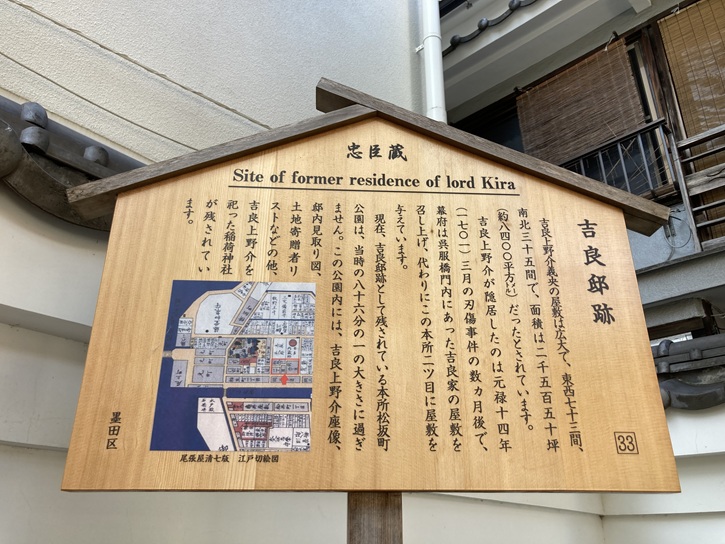 忠臣蔵
Site of former residence of lord Kira
吉良邸跡
吉良上野介義央の屋敷は広大で、東西七十三間、
南北三十五間で、面積は二千五百五十坪
(約八四〇〇平方㍍)だったとされています。
吉良上野介が隠居したのは元禄十四年
(一七〇一)三月の刃傷事件の数カ月後で、
幕府は呉服橋門内にあった吉良家の屋敷を
召し上げ、代わりにこの本所二ツ目に屋敷を
与えています。
現在、吉良邸跡として残されている本所松坂町
公園は、当時の八十六分の一の大きさに過ぎ
ません。この公園内には、吉良上野介座像、
邸内見取り図、
土地寄贈者リ
ストなどの他、
吉良上野介を
祀った稲荷神社
が残されてい
ます。
尾張屋清七版 江戸切絵図
墨田区
33